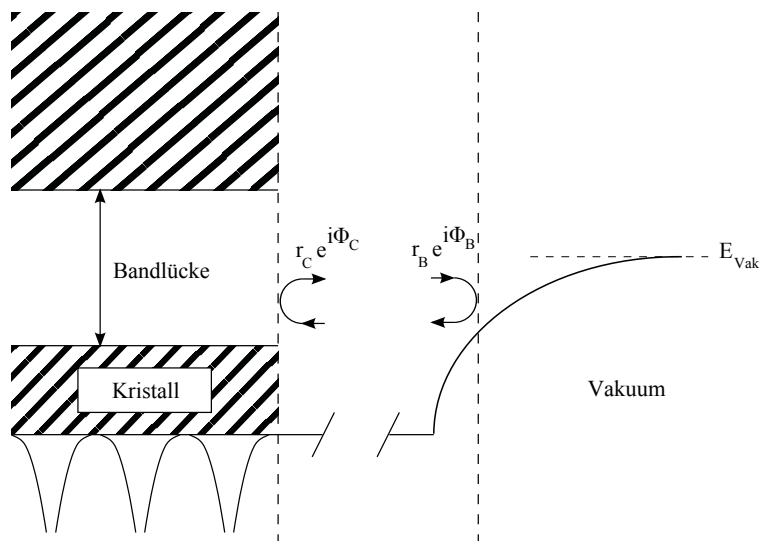 Bandlücke
r_C e^{iΦ_C}
r_B e^{iΦ_B}
E_Vak
Kristall
Vakuum